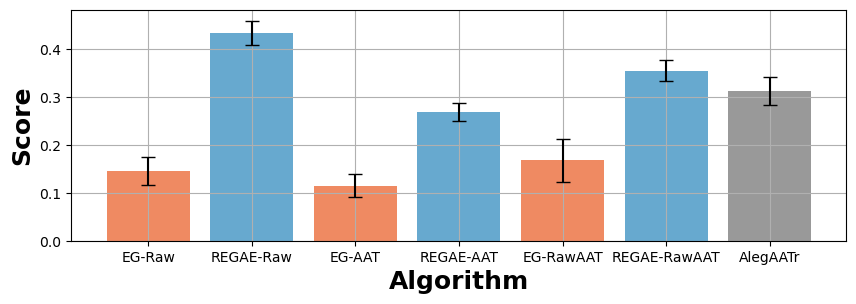 Score
0.4
0.3
0.2
0.1
0.0
EG-Raw REGAE-Raw EG-AAT REGAE-AAT EG-RawAAT REGAE-RawAAT AlegAATr
Algorithm